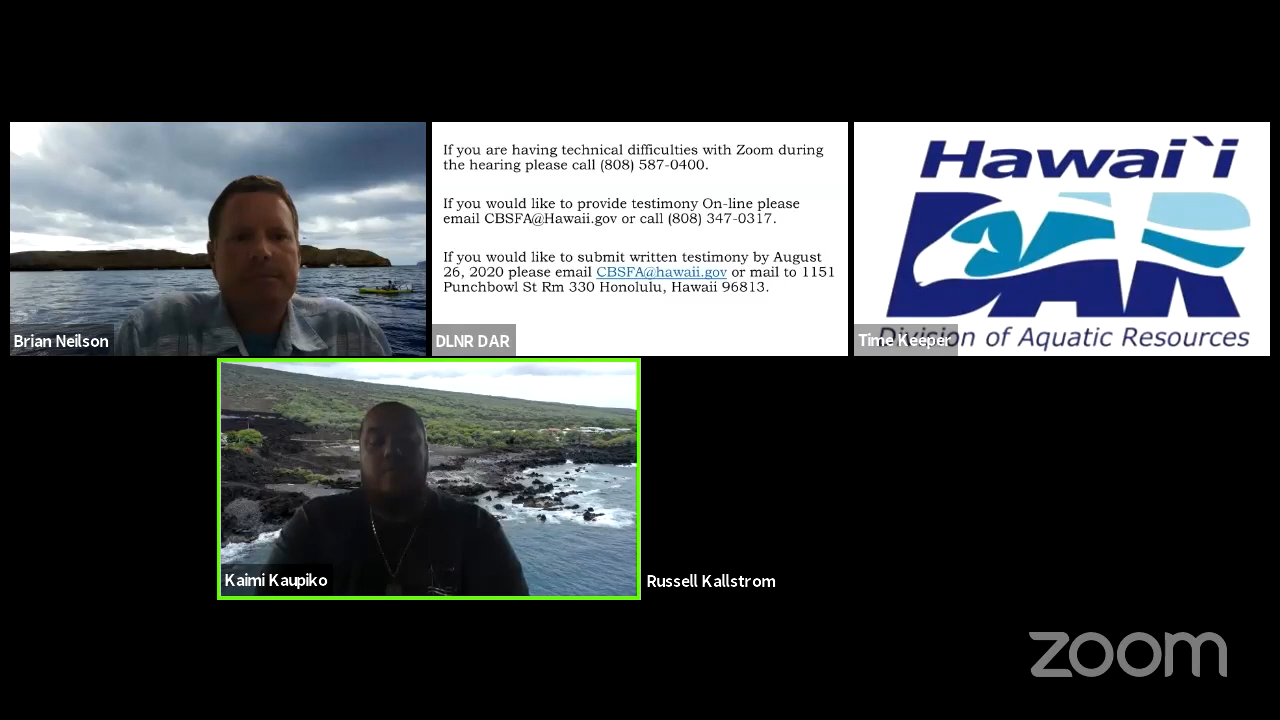 If you are having technical difficulties with Zoom during
the hearing please call (808) 587-0400.
If you would like to provide testimony On-line please
email CBSFA@Hawaii.gov or call (808) 347-0317.
If you would like to submit written testimony by August
26, 2020 please email CBSFA@hawaii.gov or mail to 1151
Punchbowl St Rm 330 Honolulu, Hawaii 96813.
Hawai`i
DAR
Division of Aquatic Resources
Brian Neilson
DLNR DAR
Time Keeper
Kaimi Kaupiko
Russell Kallstrom
zoom